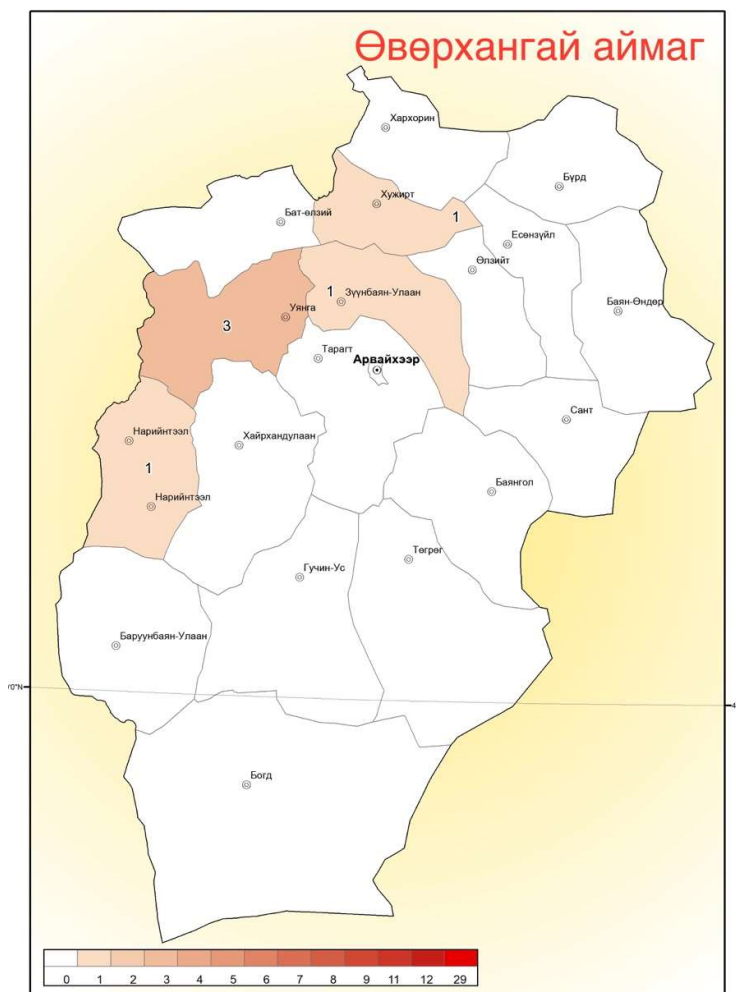 Өвөрхангай аймаг
Хархорин
Бүрд
Хужирт
1
Бат-өлзий
Есөнзүйл
Өлзийт
1
Зүүнбаян-Улаан
Баян-Өндөр
Уянга
3
Тарагт
Арвайхээр
Сант
Нарийнтээл
Хайрхандулаан
1
Баянгол
Нарийнтээл
Төгрөг
Гучин-Ус
Баруунбаян-Улаан
Богд
0 1 2 3 4 5 6 7 8 9 11 12 29